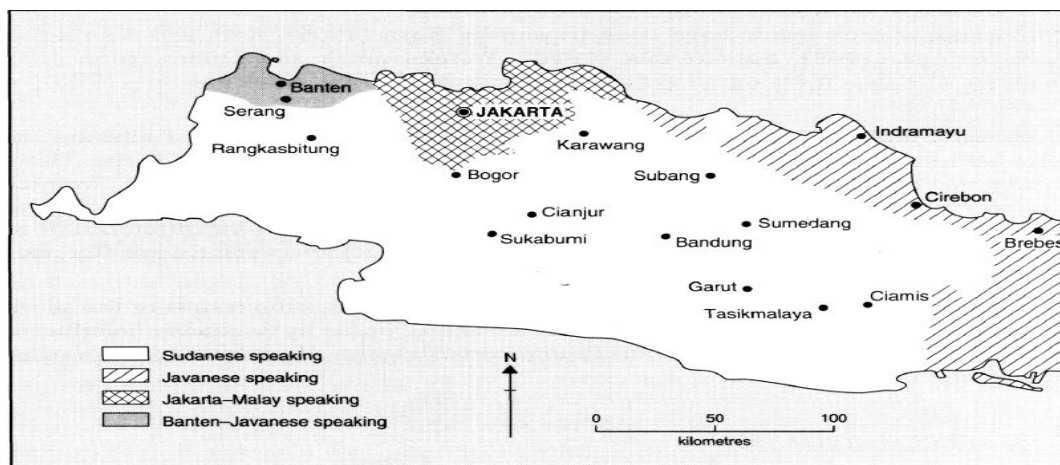 Banten
Serang
JAKARTA
Rangkasbitung
Karawang
Indramayu
Bogor
Subang
Cianjur
Cirebon
Sukabumi
Sumedang
Bandung
Brebes
Garut
Tasikmalaya
Ciamis
Sudanese speaking
Javanese speaking
Jakarta–Malay speaking
Banten–Javanese speaking
N
0 50 100
kilometres